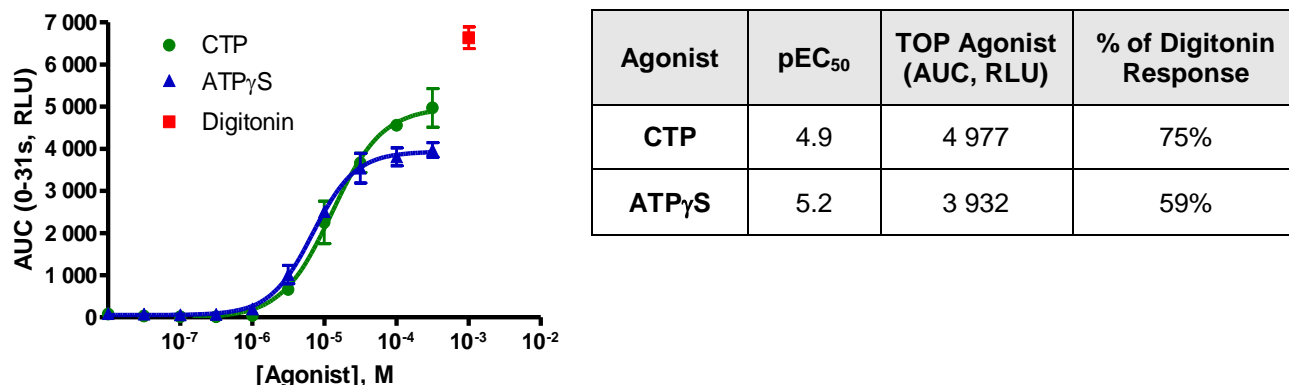 7 000
6 000
5 000
4 000
3 000
2 000
1 000
0
AUC (0-31s, RLU)
CTP
ATPγS
Digitonin
10⁻⁷ 10⁻⁶ 10⁻⁵ 10⁻⁴ 10⁻³ 10⁻²
[Agonist], M
Agonist pEC₅₀ TOP Agonist (AUC, RLU) % of Digitonin Response
CTP 4.9 4 977 75%
ATPγS 5.2 3 932 59%